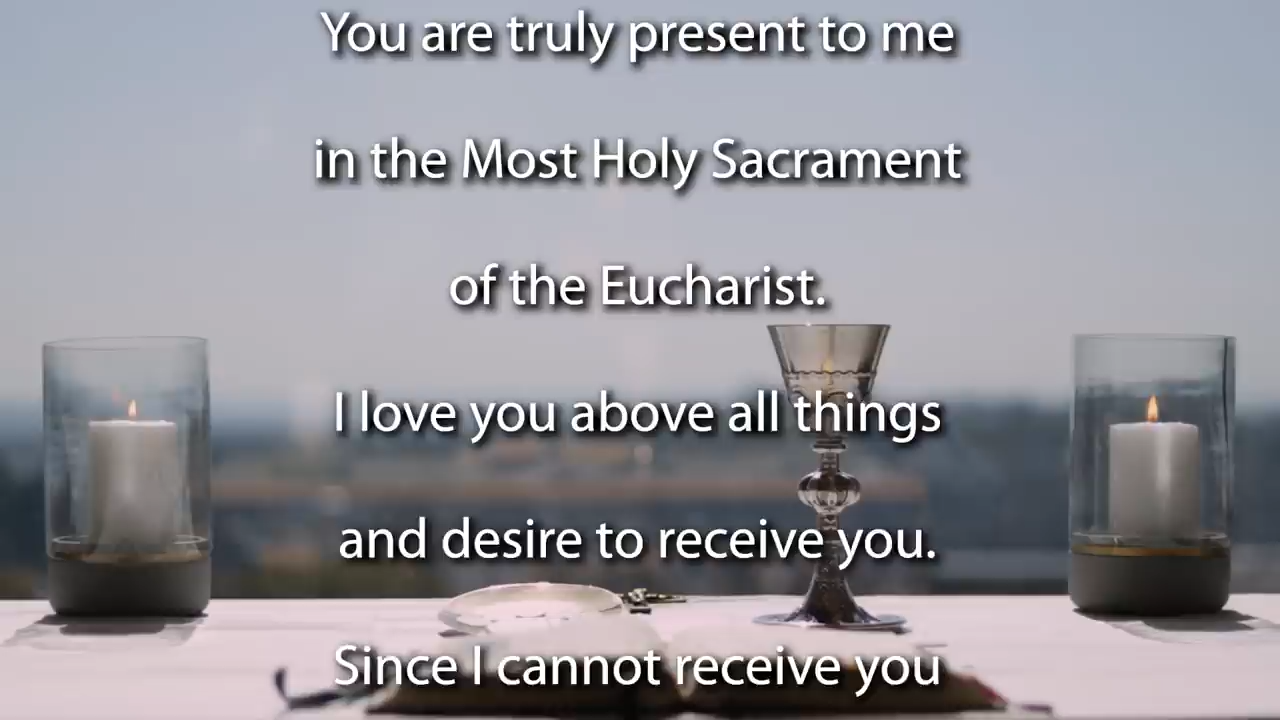 You are truly present to me
in the Most Holy Sacrament
of the Eucharist.
I love you above all things
and desire to receive you.
Since I cannot receive you